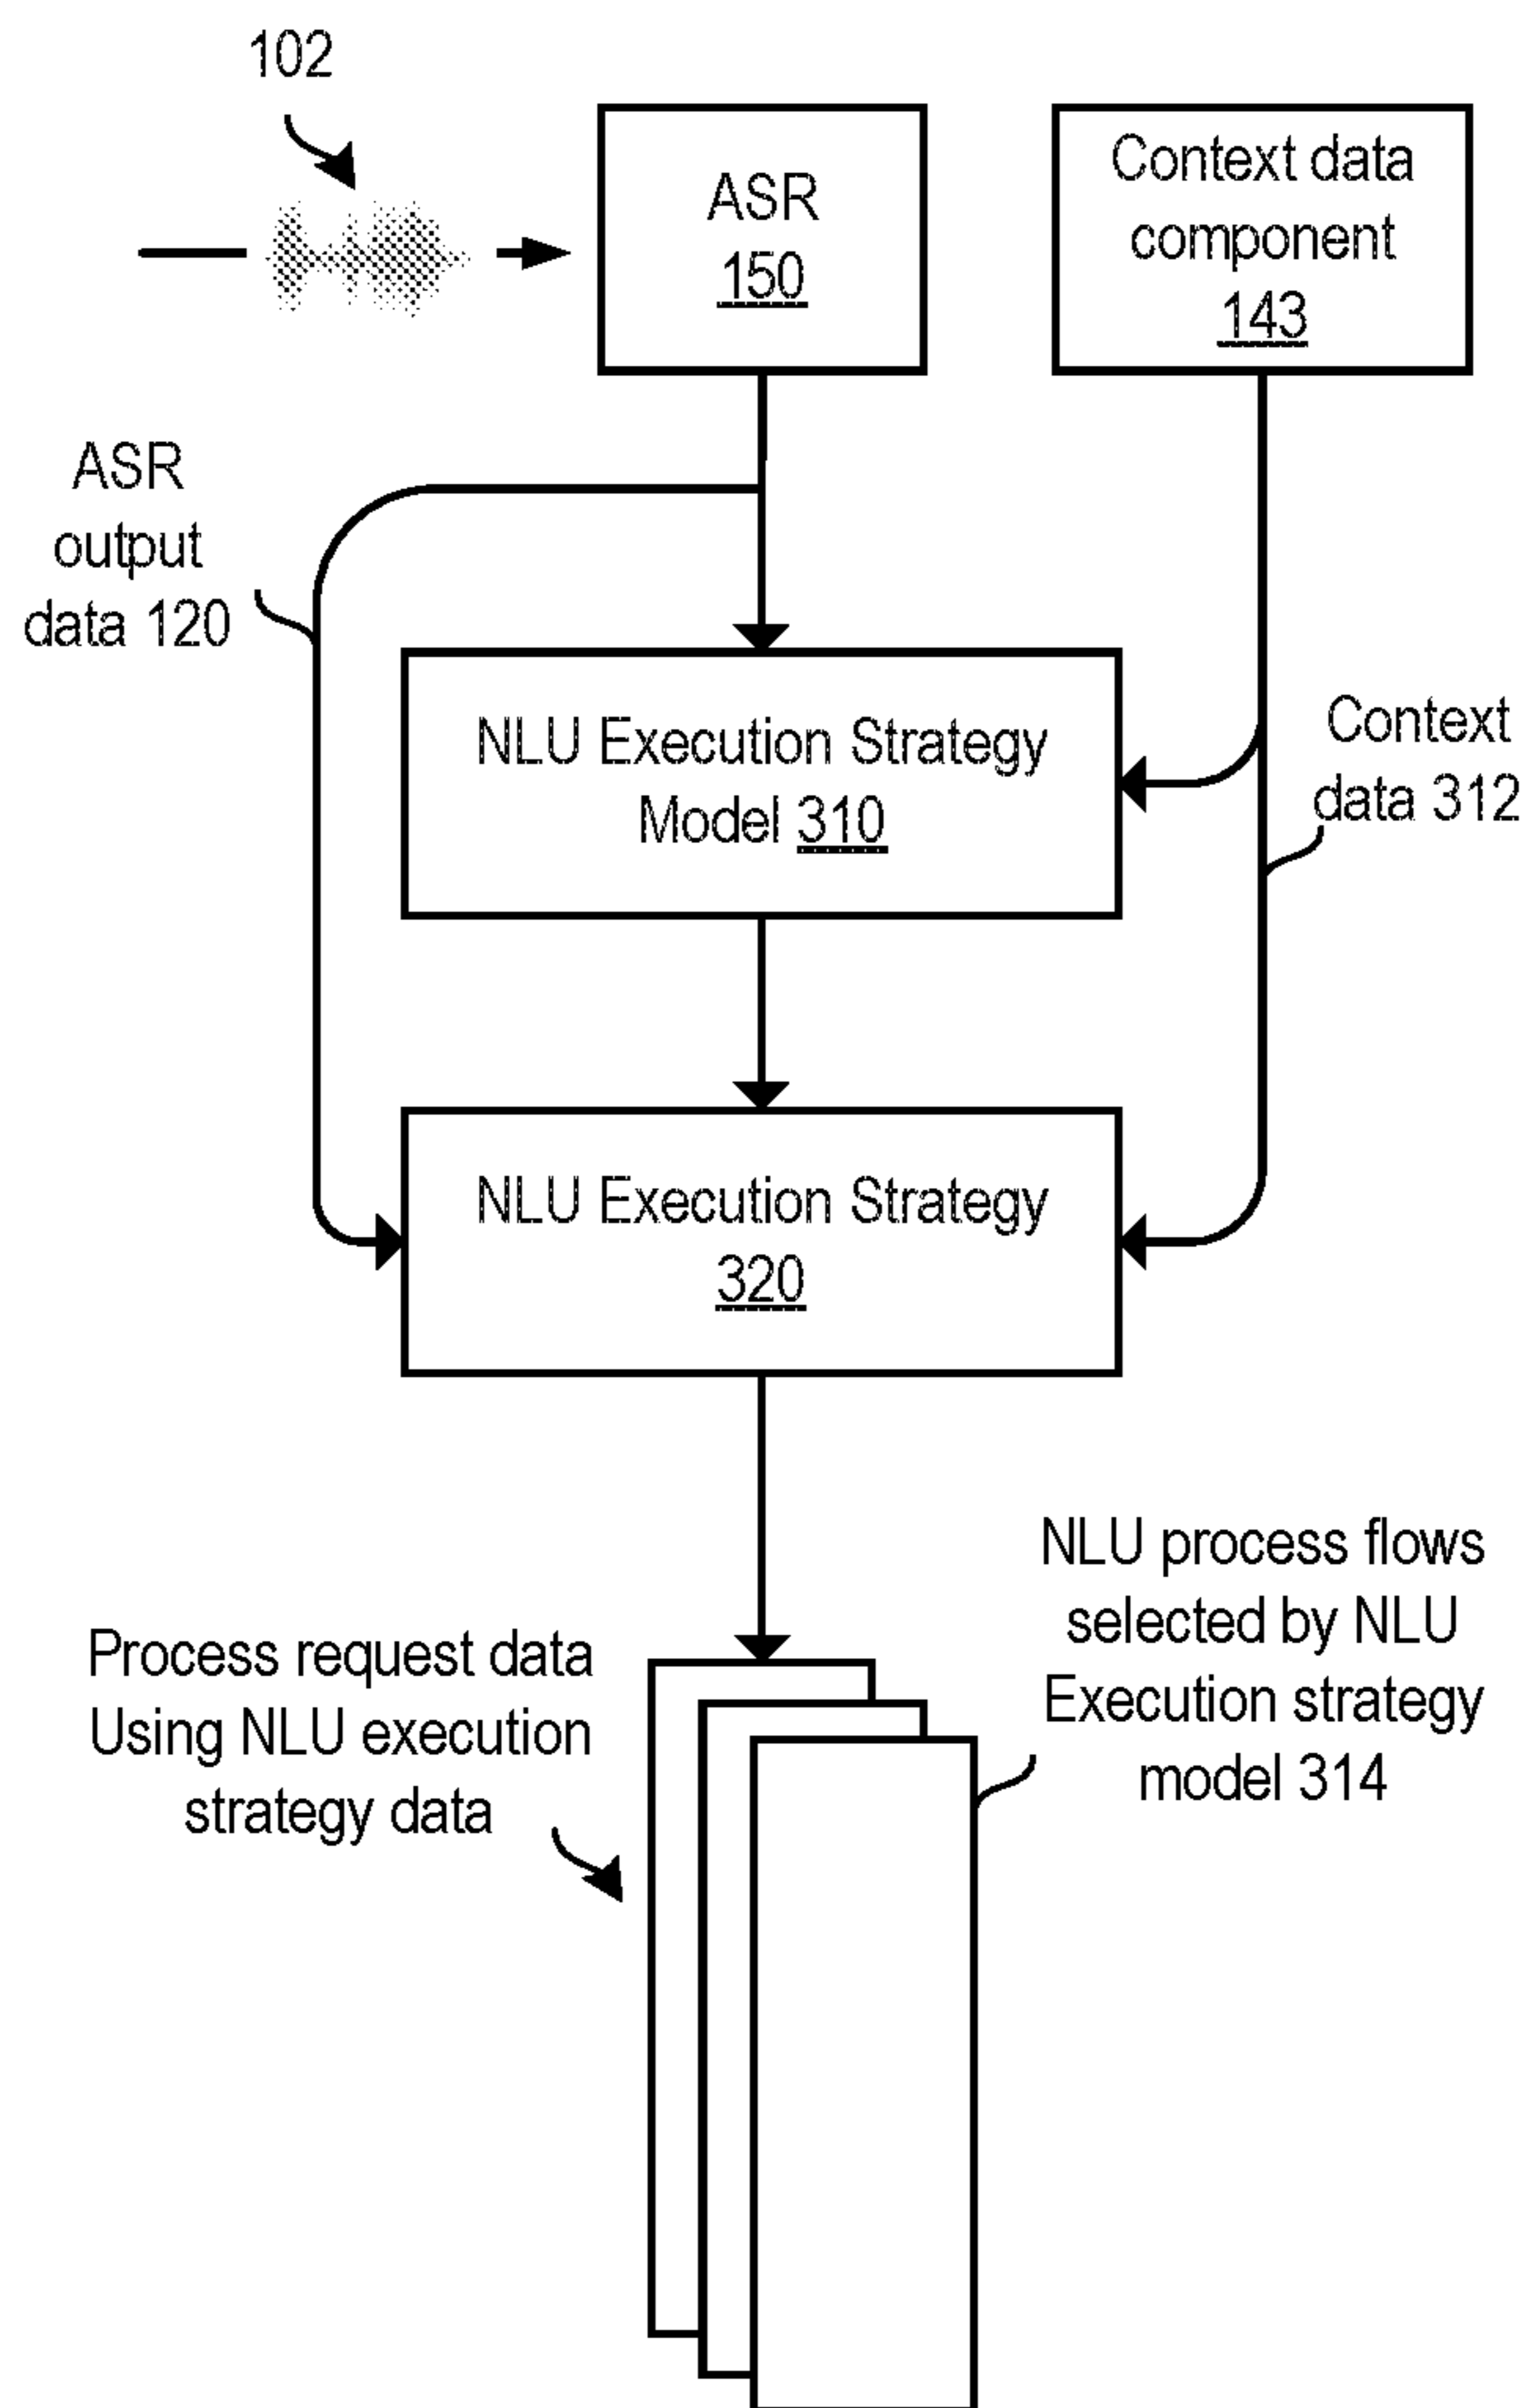 102
ASR
150
Context data
component
143
ASR
output
data 120
NLU Execution Strategy
Model 310
Context
data 312
NLU Execution Strategy
320
NLU process flows
selected by NLU
Execution strategy
model 314
Process request data
Using NLU execution
strategy data